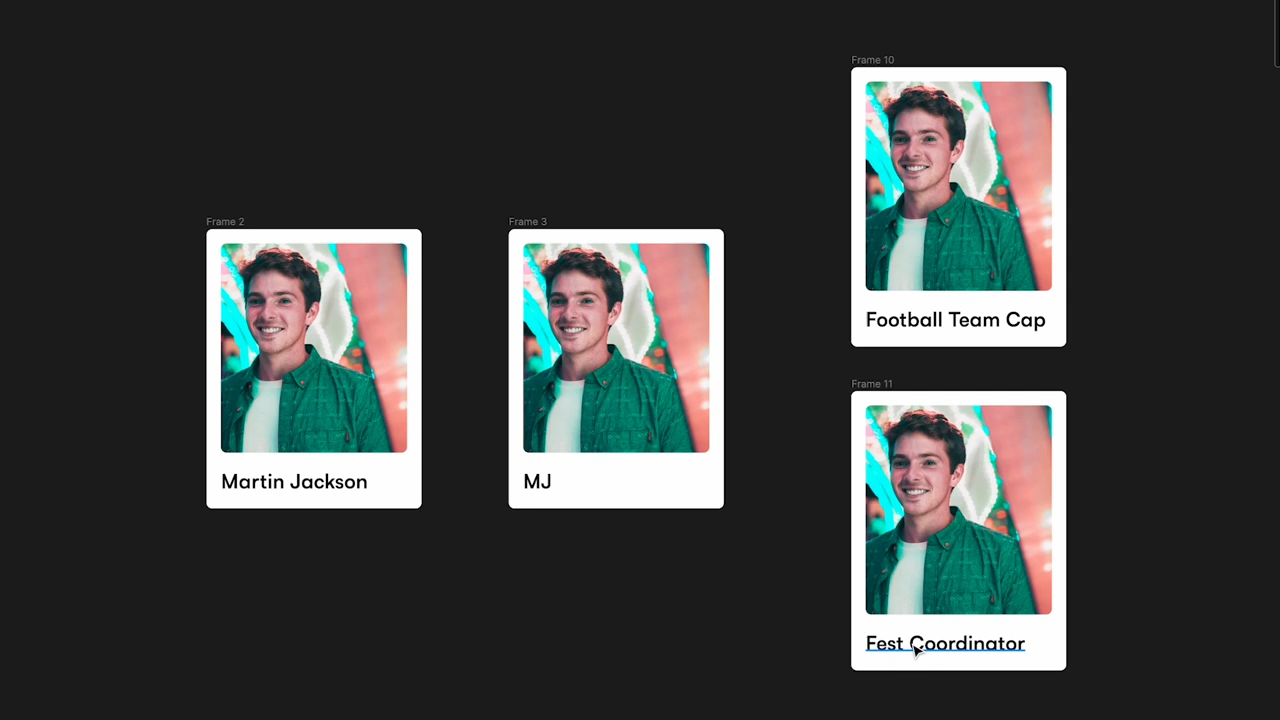 Frame 2
Martin Jackson
Frame 3
MJ
Frame 10
Football Team Cap
Frame 11
Fest Coordinator